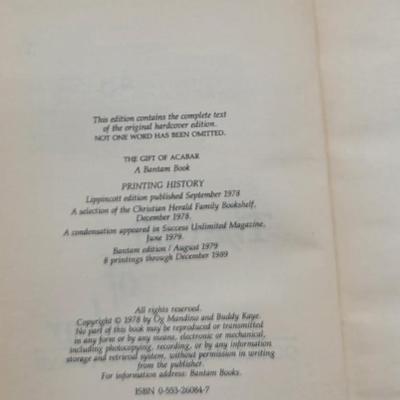 This edition contains the complete text
of the original hardcover edition.
NOT ONE WORD HAS BEEN OMITTED.
THE GIFT OF ACABAR
A Bantam Book
PRINTING HISTORY
Lippincott edition published September 1978
A selection of the Christian Herald Family Bookshelf,
December 1978.
A condensation appeared in Success Unlimited Magazine,
June 1979.
Bantam edition / August 1979
8 printings through December 1989
All rights reserved.
Copyright © 1978 by Og Mandino and Buddy Kaye.
No part of this book may be reproduced or transmitted
in any form or by any means, electronic or mechanical,
including photocopying, recording, or by any information
storage and retrieval system, without permission in writing
from the publisher.
For information address: Bantam Books.
ISBN 0-553-26084-7